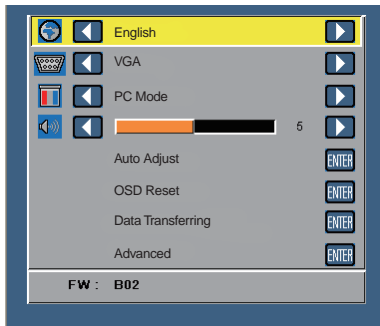 English
VGA
PC Mode
5
Auto Adjust ENTER
OSD Reset ENTER
Data Transferring ENTER
Advanced ENTER
FW : B02